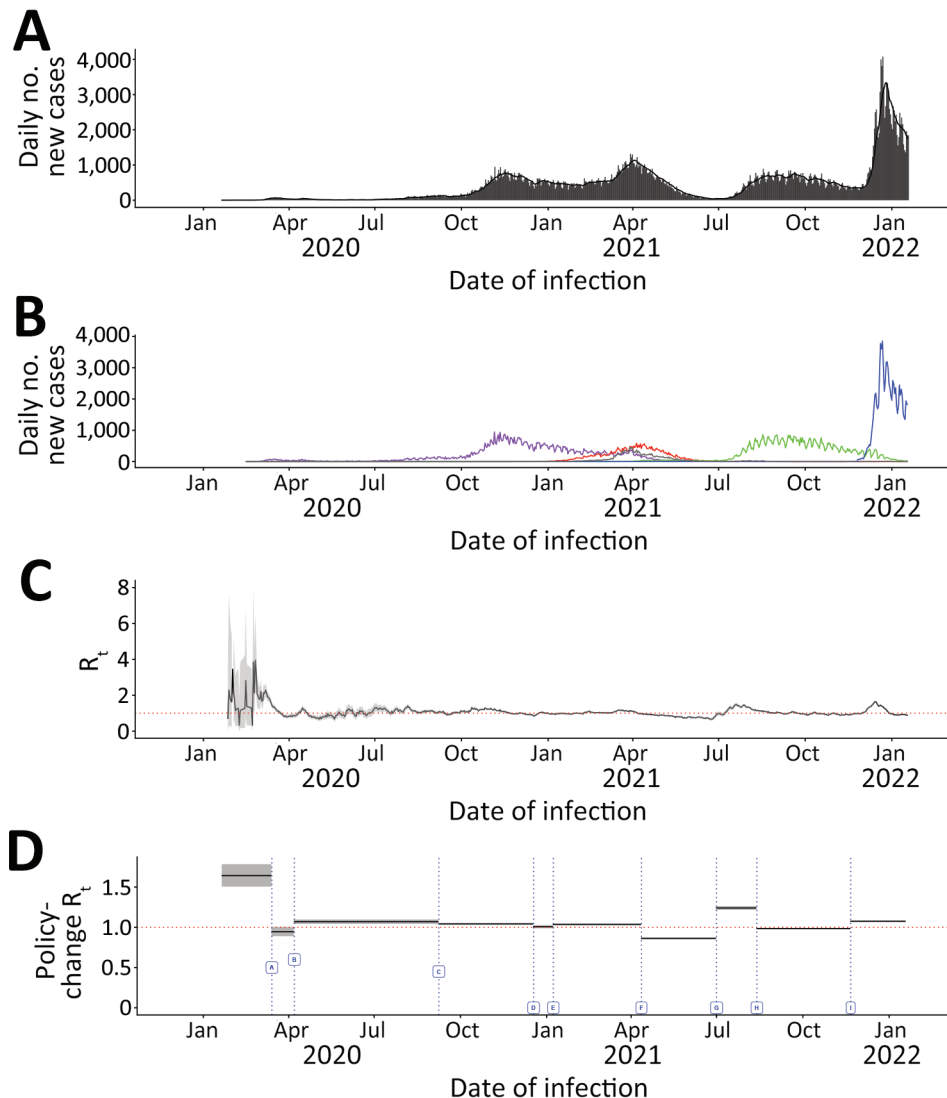 A
Daily no.
new cases
4,000
3,000
2,000
1,000
0
Jan Apr Jul Oct Jan Apr Jul Oct Jan
2020 2021 2022
Date of infection
B
Daily no.
new cases
4,000
3,000
2,000
1,000
0
Jan Apr Jul Oct Jan Apr Jul Oct Jan
2020 2021 2022
Date of infection
C
Rt
8
6
4
2
0
Jan Apr Jul Oct Jan Apr Jul Oct Jan
2020 2021 2022
Date of infection
D
Policy-
change Rt
1.5
1.0
0.5
0
A B C D E F G H I
Jan Apr Jul Oct Jan Apr Jul Oct Jan
2020 2021 2022
Date of infection